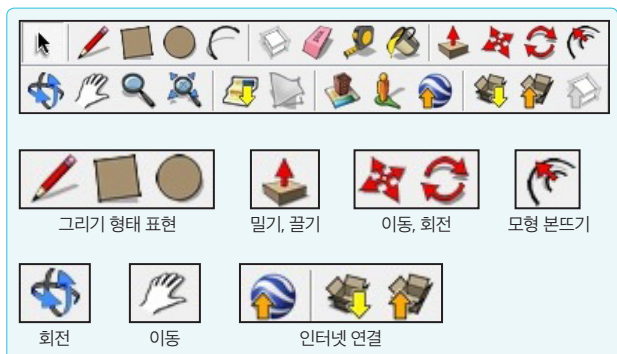 그리기 형태 표현
밀기, 끌기
이동, 회전
모형 본뜨기
회전
이동
인터넷 연결